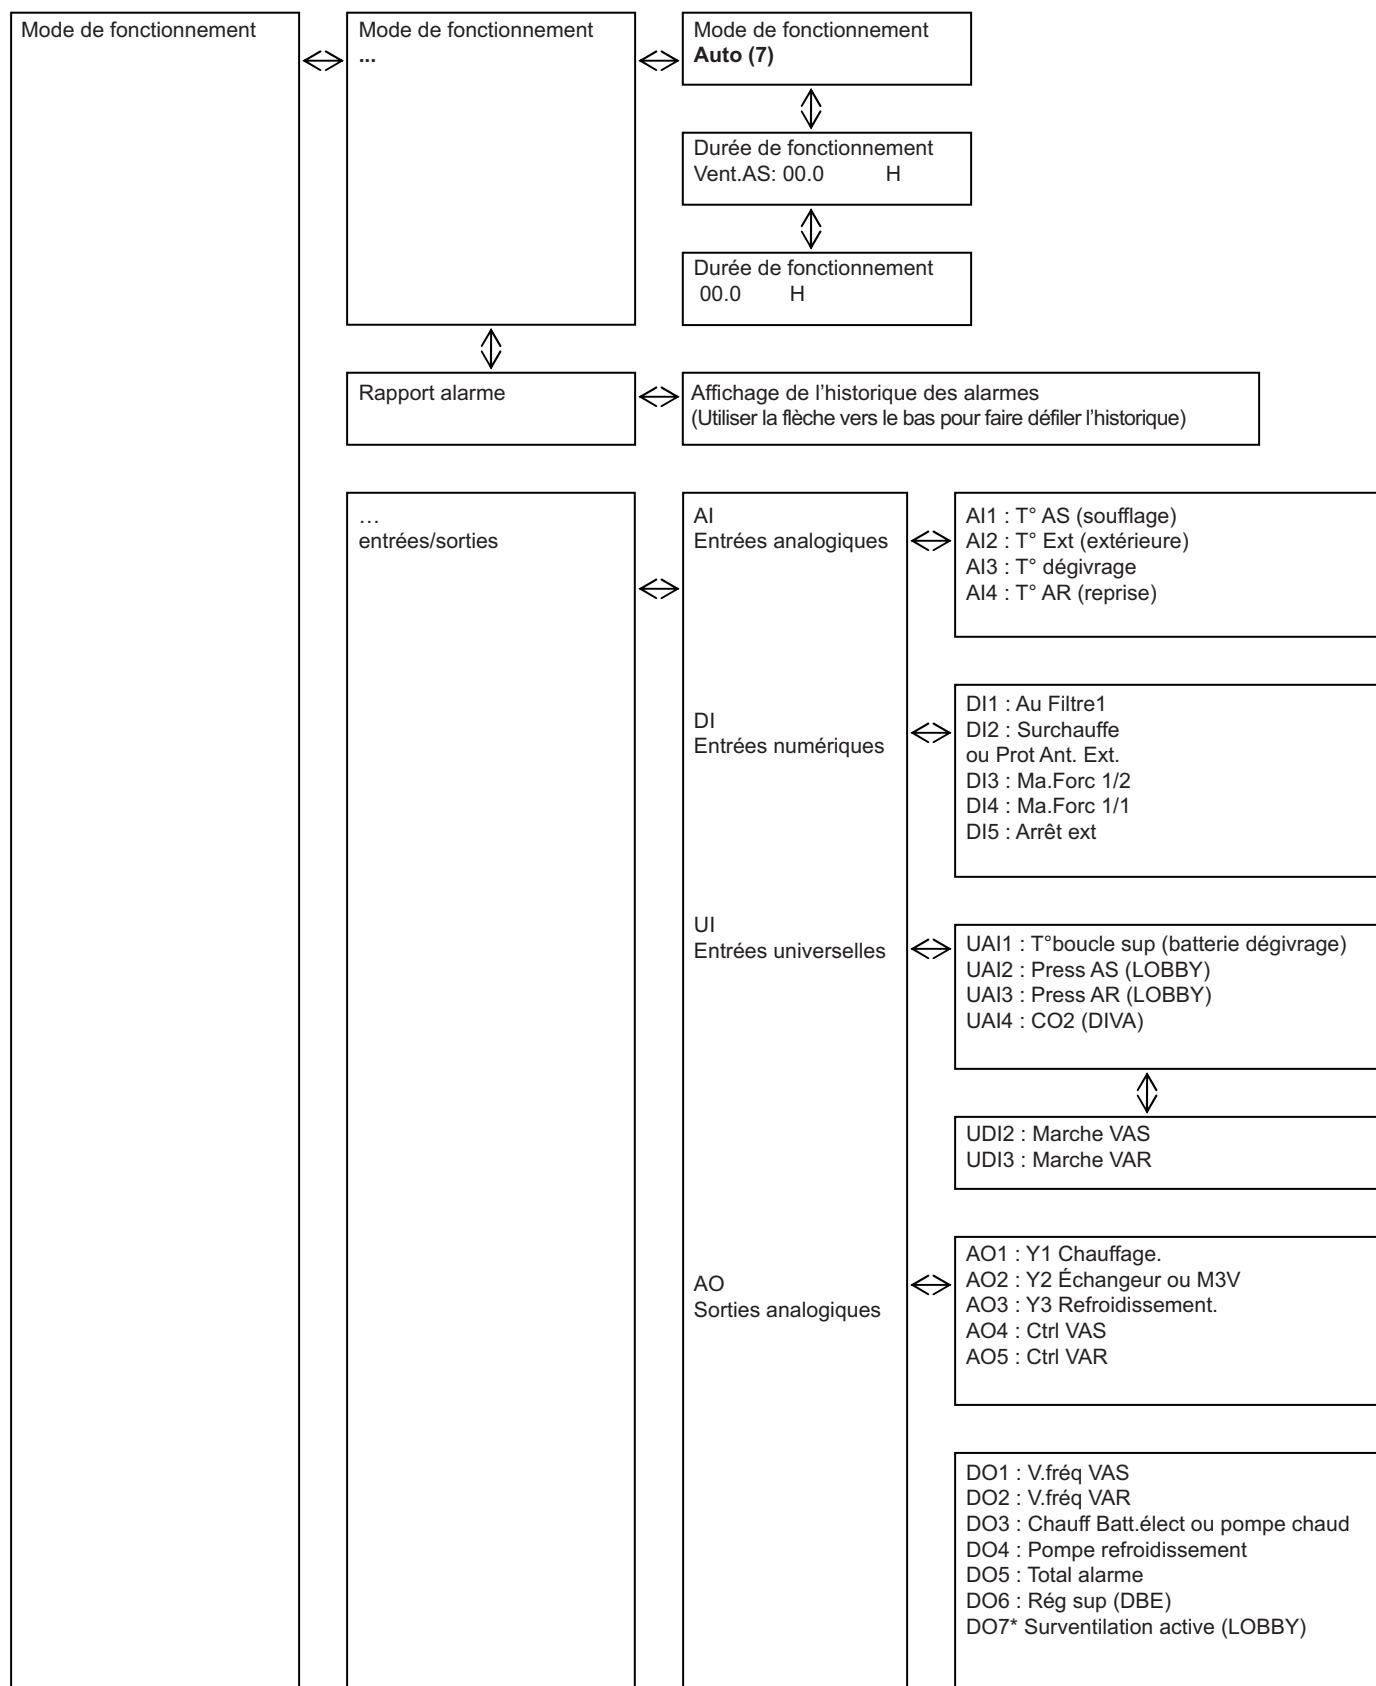 Mode de fonctionnement
Mode de fonctionnement
...
Mode de fonctionnement
Auto (7)
Durée de fonctionnement
Vent.AS: 00.0 H
Durée de fonctionnement
00.0 H
Rapport alarme
Affichage de l'historique des alarmes
(Utiliser la flèche vers le bas pour faire défiler l'historique)
…
entrées/sorties
AI
Entrées analogiques
AI1 : T° AS (soufflage)
AI2 : T° Ext (extérieure)
AI3 : T° dégivrage
AI4 : T° AR (reprise)
DI
Entrées numériques
DI1 : Au Filtre1
DI2 : Surchauffe
ou Prot Ant. Ext.
DI3 : Ma.Forc 1/2
DI4 : Ma.Forc 1/1
DI5 : Arrêt ext
UI
Entrées universelles
UAI1 : T°boucle sup (batterie dégivrage)
UAI2 : Press AS (LOBBY)
UAI3 : Press AR (LOBBY)
UAI4 : CO2 (DIVA)
UDI2 : Marche VAS
UDI3 : Marche VAR
AO
Sorties analogiques
AO1 : Y1 Chauffage.
AO2 : Y2 Échangeur ou M3V
AO3 : Y3 Refroidissement.
AO4 : Ctrl VAS
AO5 : Ctrl VAR
DO1 : V.fréq VAS
DO2 : V.fréq VAR
DO3 : Chauff Batt.élect ou pompe chaud
DO4 : Pompe refroidissement
DO5 : Total alarme
DO6 : Rég sup (DBE)
DO7* Surventilation active (LOBBY)